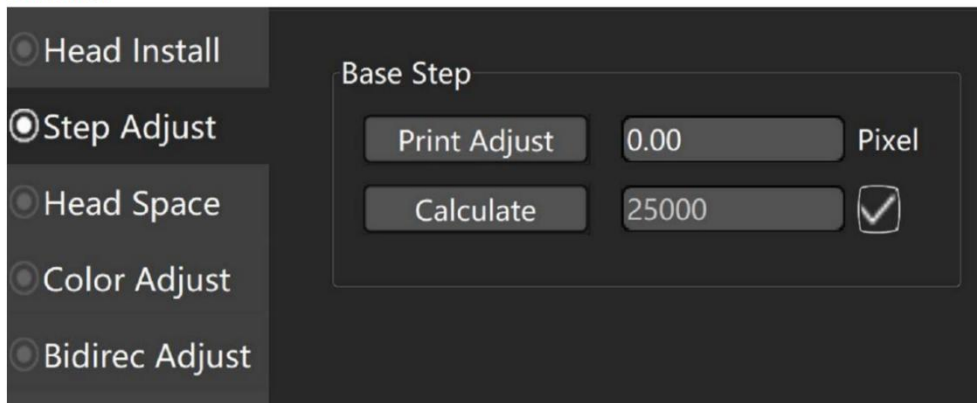 Head Install
Step Adjust
Head Space
Color Adjust
Bidirec Adjust
Base Step
Print Adjust 0.00 Pixel
Calculate 25000